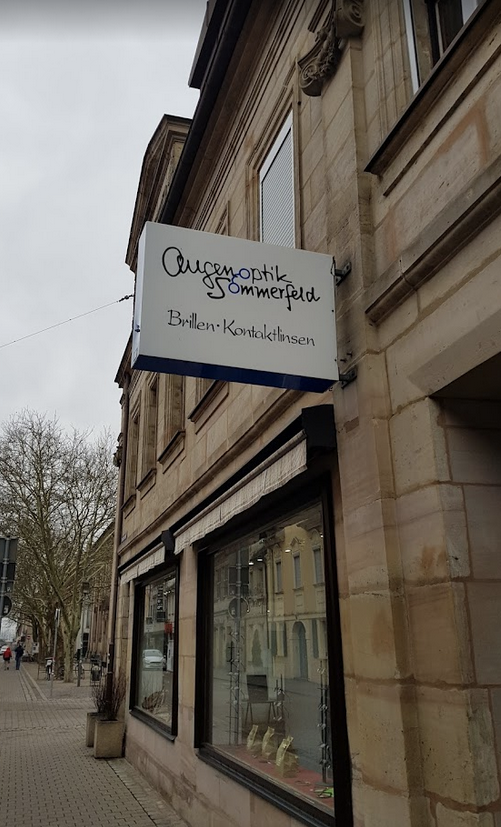 Augenoptik
Sommerfeld
Brillen · Kontaktlinsen